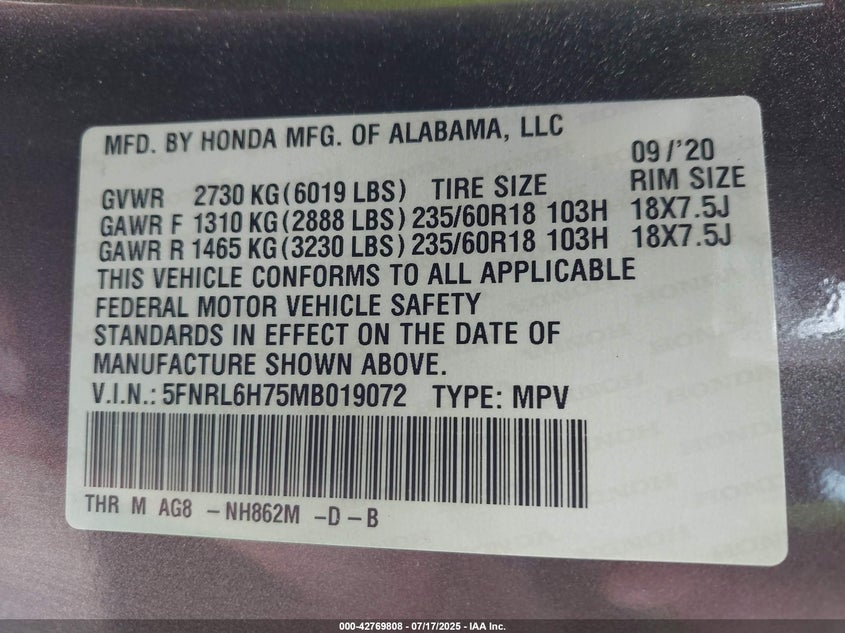 MFD. BY HONDA MFG. OF ALABAMA, LLC
09/'20
GVWR 2730 KG(6019 LBS) TIRE SIZE RIM SIZE
GAWR F 1310 KG(2888 LBS) 235/60R18 103H 18X7.5J
GAWR R 1465 KG(3230 LBS) 235/60R18 103H 18X7.5J
THIS VEHICLE CONFORMS TO ALL APPLICABLE
FEDERAL MOTOR VEHICLE SAFETY
STANDARDS IN EFFECT ON THE DATE OF
MANUFACTURE SHOWN ABOVE.
V.I.N.: 5FNRL6H75MB019072 TYPE: MPV
THR M AG8 -NH862M -D-B
000-42769808 - 07/17/2025 - IAA Inc.